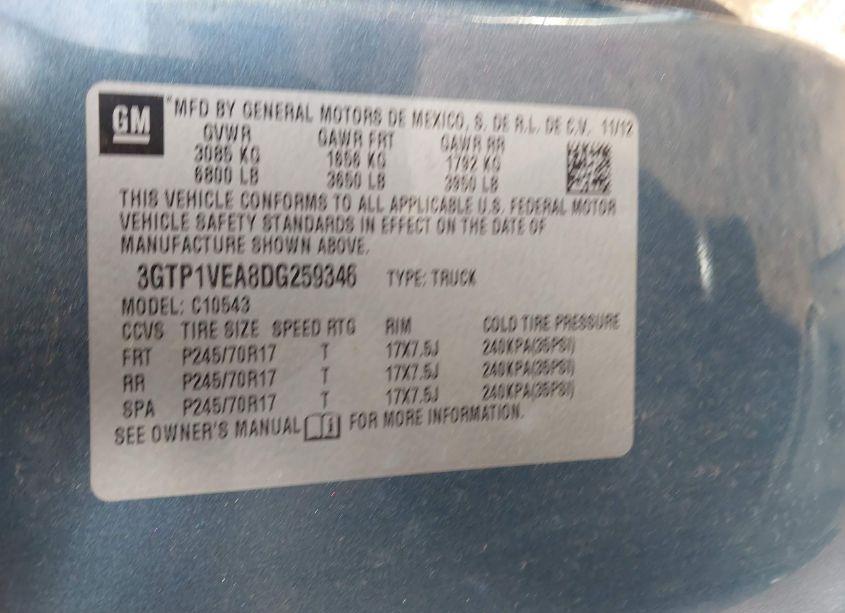 GM
MFD BY GENERAL MOTORS DE MEXICO, S. DE R.L. DE C.V. 11/12
GVWR GAWR FRT GAWR RR
3085 KG 1656 KG 1792 KG
6800 LB 3650 LB 3950 LB
THIS VEHICLE CONFORMS TO ALL APPLICABLE U.S. FEDERAL MOTOR
VEHICLE SAFETY STANDARDS IN EFFECT ON THE DATE OF
MANUFACTURE SHOWN ABOVE.
3GTP1VEA8DG259346 TYPE: TRUCK
MODEL: C10543
CCVS TIRE SIZE SPEED RTG RIM COLD TIRE PRESSURE
FRT P245/70R17 T 17X7.5J 240KPA(35PSI)
RR P245/70R17 T 17X7.5J 240KPA(35PSI)
SPA P245/70R17 T 17X7.5J 240KPA(35PSI)
SEE OWNER'S MANUAL FOR MORE INFORMATION.